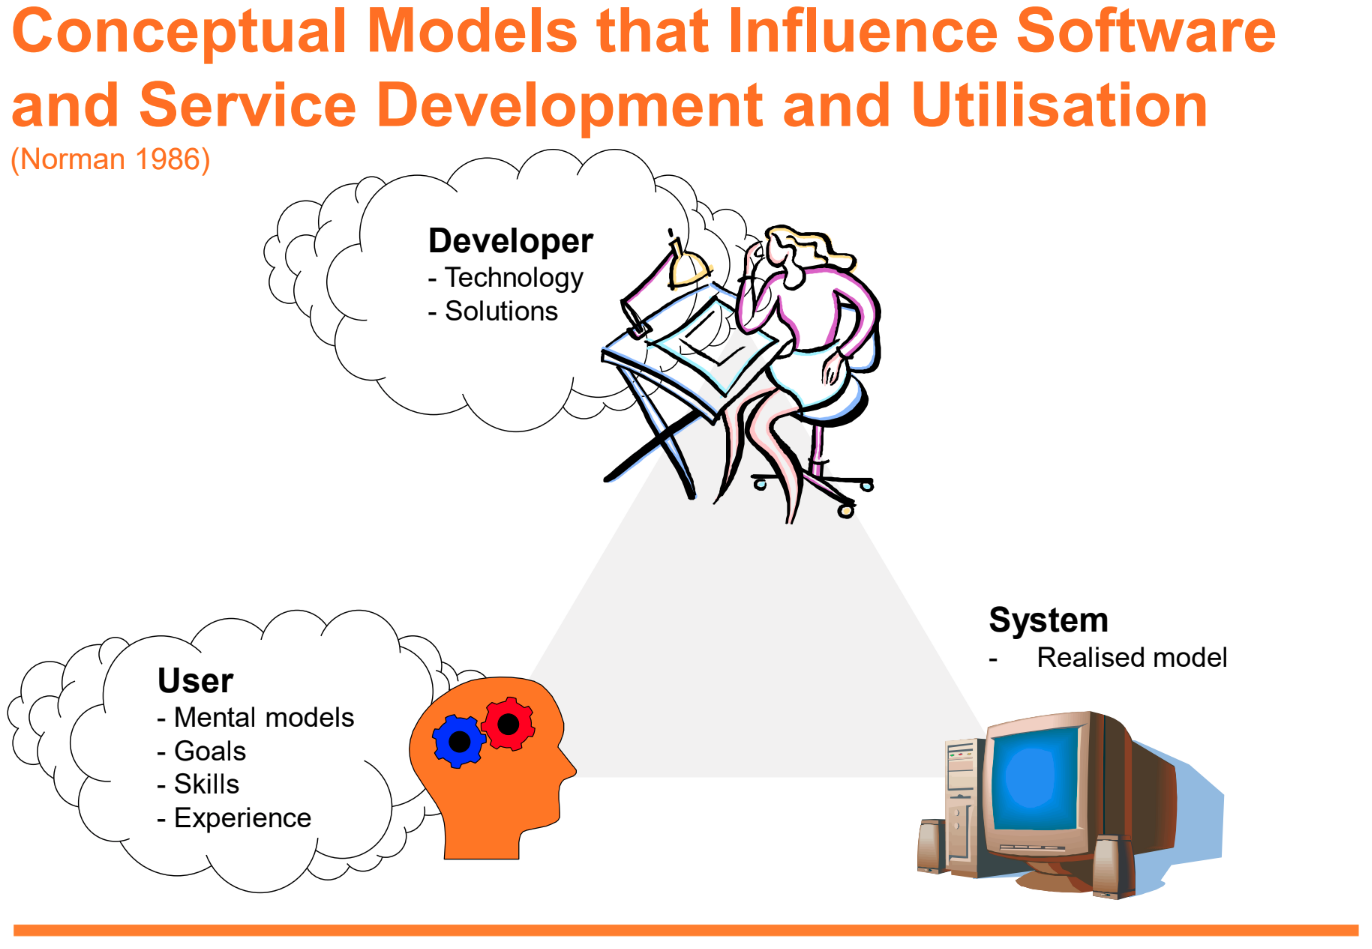 Conceptual Models that Influence Software
and Service Development and Utilisation
(Norman 1986)
Developer
- Technology
- Solutions
System
- Realised model
User
- Mental models
- Goals
- Skills
- Experience